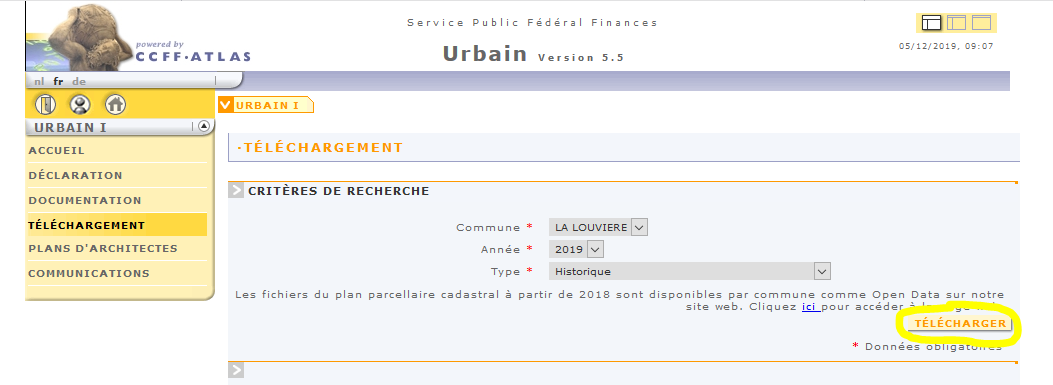 Service Public Fédéral Finances
powered by
CCFF-ATLAS
Urbain Version 5.5
05/12/2019, 09:07
nl fr de
URBAIN I
URBAIN I
ACCUEIL
DÉCLARATION
DOCUMENTATION
TÉLÉCHARGEMENT
PLANS D'ARCHITECTES
COMMUNICATIONS
·TÉLÉCHARGEMENT
CRITÈRES DE RECHERCHE
Commune * LA LOUVIERE
Année * 2019
Type * Historique
Les fichiers du plan parcellaire cadastral à partir de 2018 sont disponibles par commune comme Open Data sur notre
site web. Cliquez ici pour accéder à
TÉLÉCHARGER
* Données obligatoires